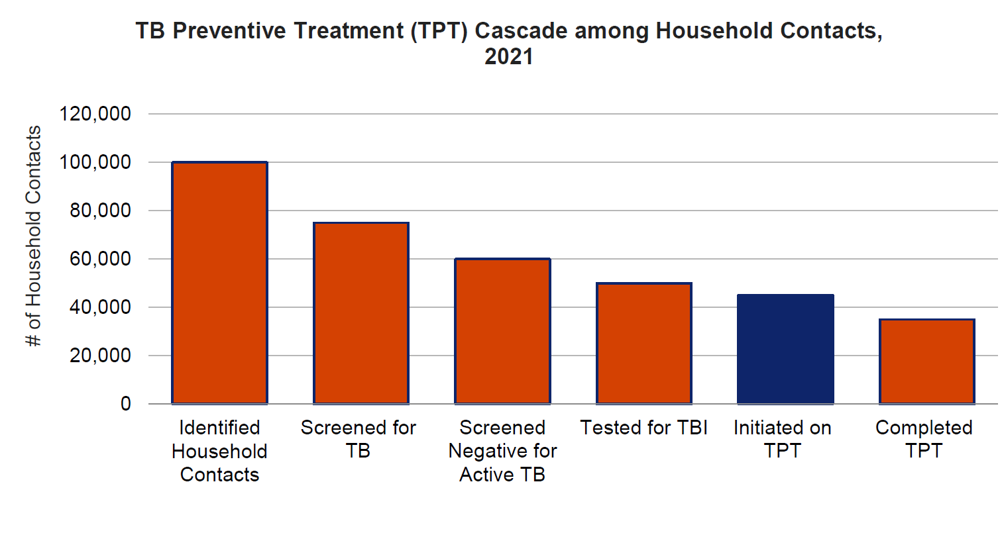 TB Preventive Treatment (TPT) Cascade among Household Contacts,
2021
# of Household Contacts
120,000
100,000
80,000
60,000
40,000
20,000
0
Identified
Household
Contacts
Screened for
TB
Screened
Negative for
Active TB
Tested for TBI
Initiated on
TPT
Completed
TPT